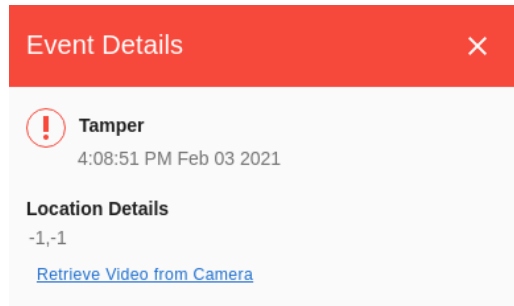 Event Details
Tamper
4:08:51 PM Feb 03 2021
Location Details
-1,-1
Retrieve Video from Camera